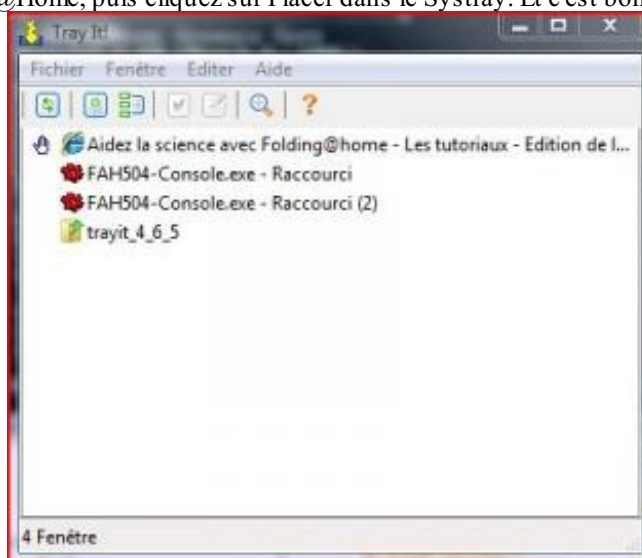 @Home, puis cliquez sur Placer dans le Systray. Et c'est bon
Tray It!
Fichier Fenêtre Editer Aide
Aidez la science avec Folding@home - Les tutoriaux - Edition de l...
FAH504-Console.exe - Raccourci
FAH504-Console.exe - Raccourci (2)
trayit_4_6_5
4 Fenêtre